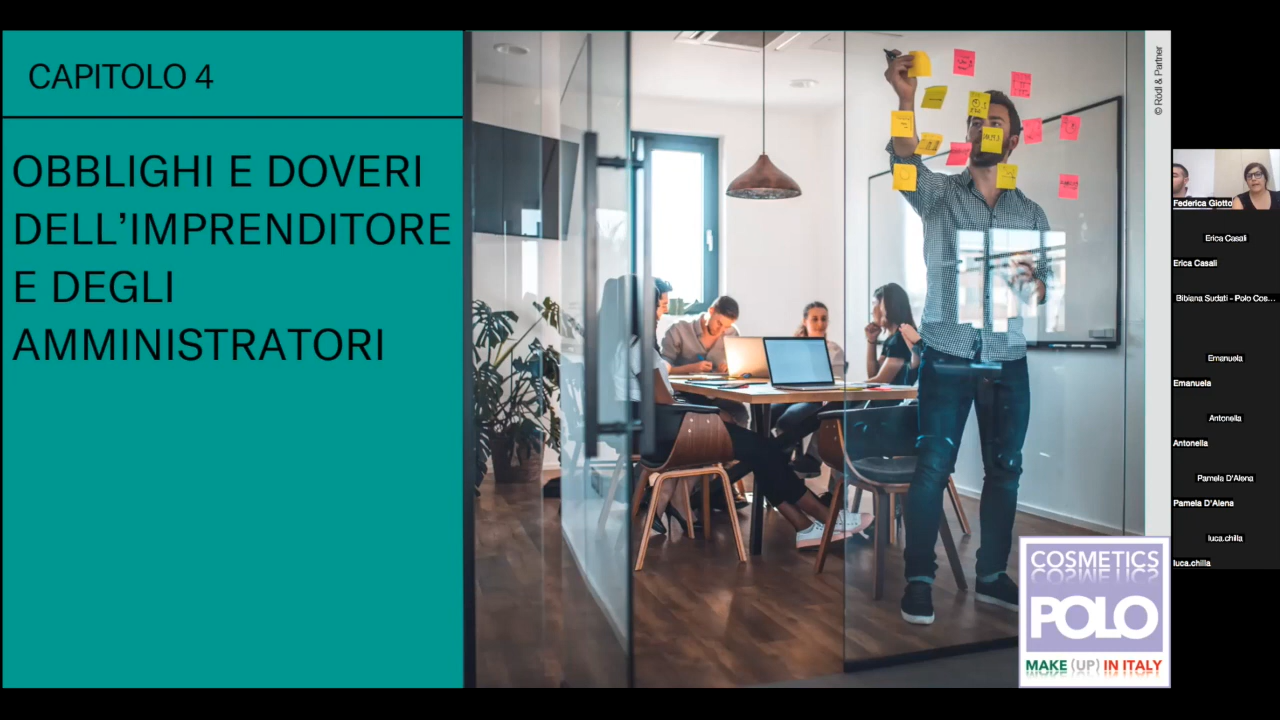 CAPITOLO 4
OBBLIGHI E DOVERI
DELL'IMPRENDITORE
E DEGLI
AMMINISTRATORI
© Rödl & Partner
COSMETICS
POLO
MAKE (UP) IN ITALY
Federica Giotto
Erica Casali
Erica Casali
Bibiana Sudati - Polo Cos...
Emanuela
Emanuela
Antonella
Antonella
Pamela D'Alena
Pamela D'Alena
luca.chilla
luca.chilla